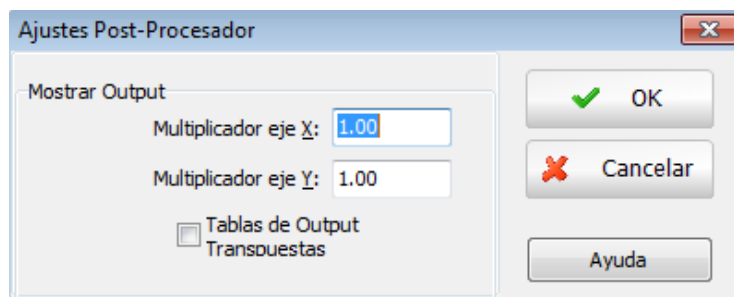 Ajustes Post-Procesador
Mostrar Output
Multiplicador eje X: 1.00
Multiplicador eje Y: 1.00
Tablas de Output
Transpuestas
OK
Cancelar
Ayuda